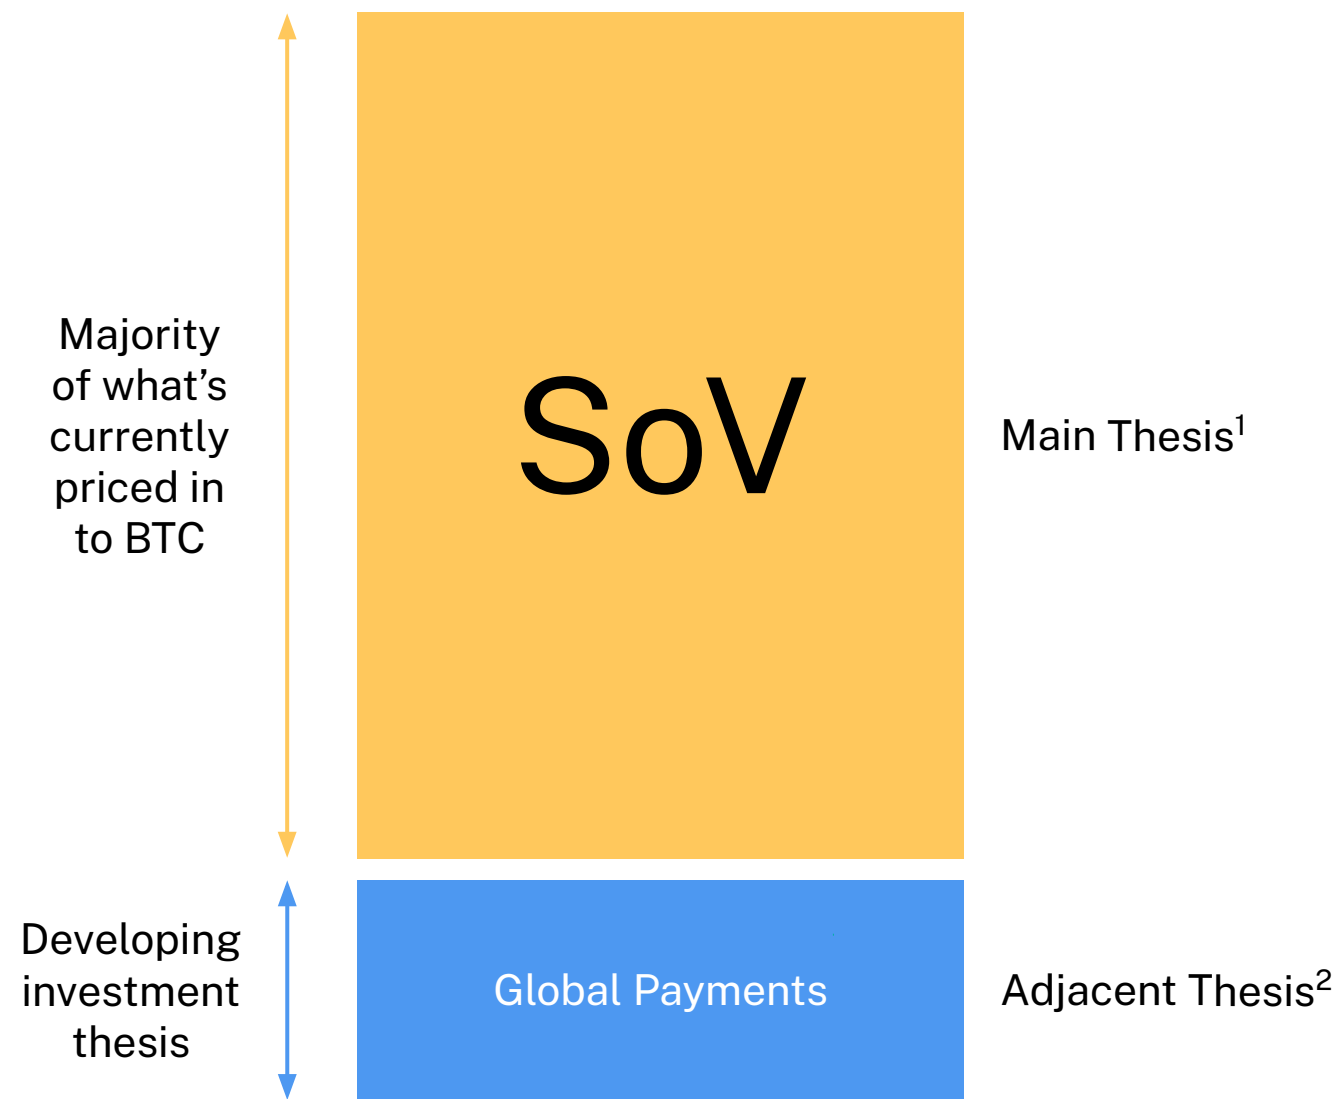 Majority
of what’s
currently
priced in
to BTC
SoV
Main Thesis¹
Developing
investment
thesis
Global Payments
Adjacent Thesis²